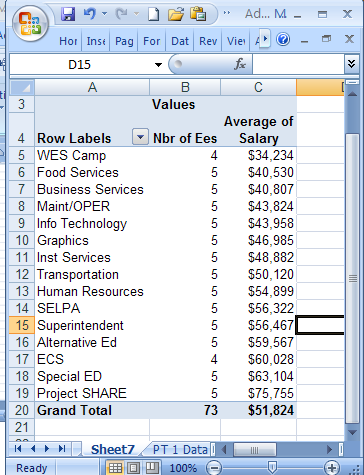 Ad... M...
Hor Inse Pag For Dat Rev Viev A
D15 fx
A B C D
3 Values
4 Row Labels Nbr of Ees Average of Salary
5 WES Camp 4 $34,234
6 Food Services 5 $40,530
7 Business Services 5 $40,807
8 Maint/OPER 5 $43,824
9 Info Technology 5 $43,958
10 Graphics 5 $46,985
11 Inst Services 5 $48,882
12 Transportation 5 $50,120
13 Human Resources 5 $54,899
14 SELPA 5 $56,322
15 Superintendent 5 $56,467
16 Alternative Ed 5 $59,567
17 ECS 4 $60,028
18 Special ED 5 $63,104
19 Project SHARE 5 $75,755
20 Grand Total 73 $51,824
21
Sheet7 PT 1 Data
Ready 100%